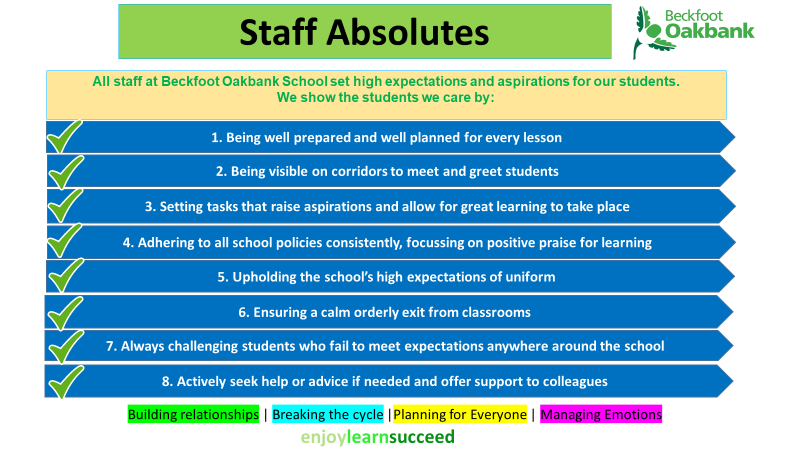 Staff Absolutes
Beckfoot
Oakbank
All staff at Beckfoot Oakbank School set high expectations and aspirations for our students.
We show the students we care by:
1. Being well prepared and well planned for every lesson
2. Being visible on corridors to meet and greet students
3. Setting tasks that raise aspirations and allow for great learning to take place
4. Adhering to all school policies consistently, focussing on positive praise for learning
5. Upholding the school’s high expectations of uniform
6. Ensuring a calm orderly exit from classrooms
7. Always challenging students who fail to meet expectations anywhere around the school
8. Actively seek help or advice if needed and offer support to colleagues
Building relationships | Breaking the cycle |Planning for Everyone | Managing Emotions
enjoylearnsucceed